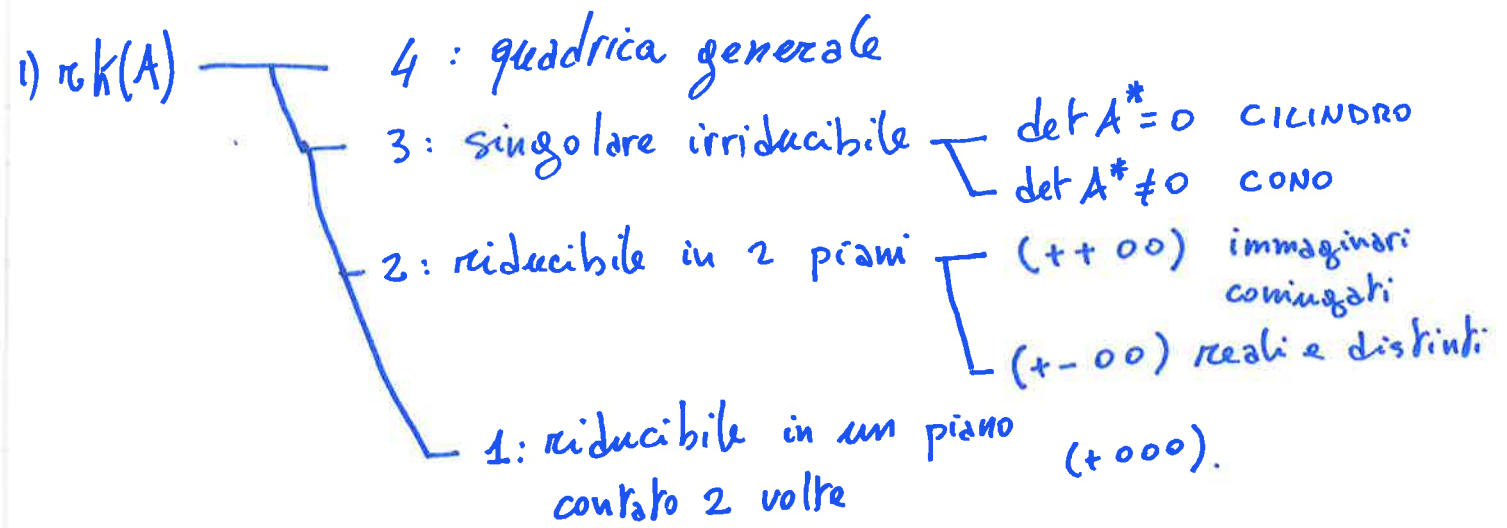 1) rk(A)
4 : quadrica generale
3 : singolare irriducibile
det A* = 0 CILINDRO
det A* ≠ 0 CONO
2 : riducibile in 2 piani
(+ + 0 0) immaginari
coniugati
(+ - 0 0) reali e distinti
1 : riducibile in un piano (+ 0 0 0).
contato 2 volte